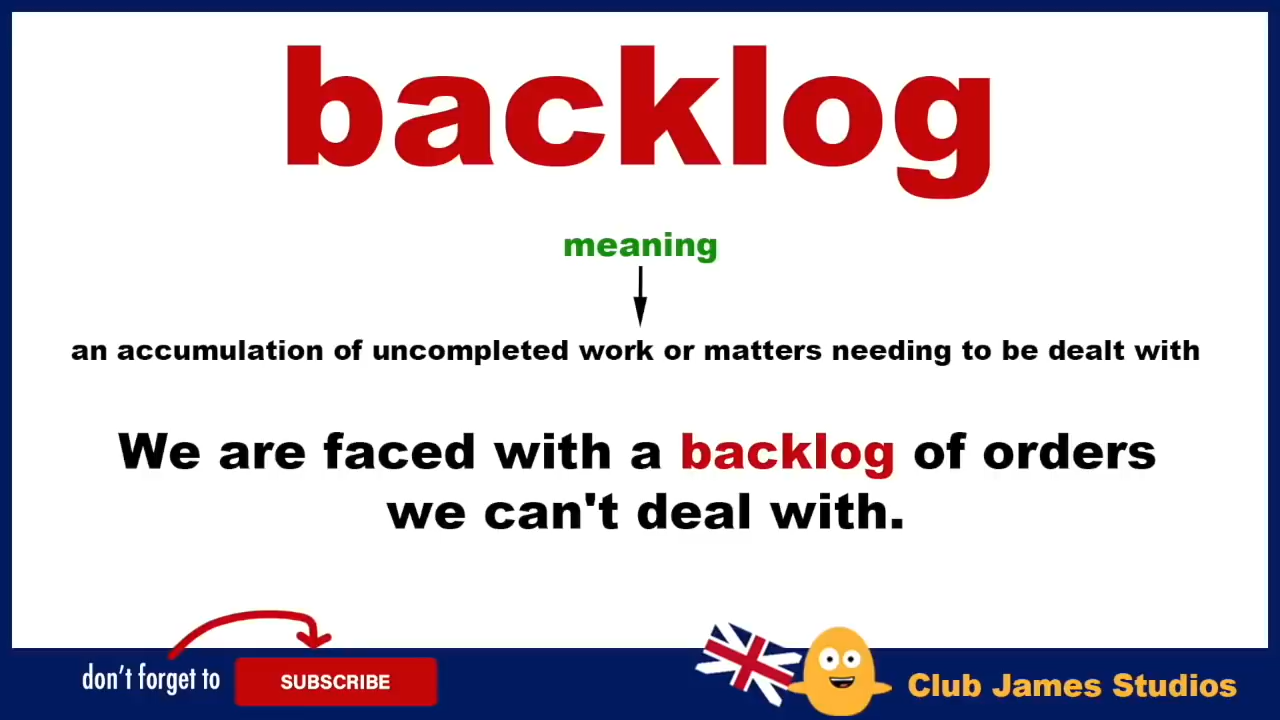 backlog
meaning
an accumulation of uncompleted work or matters needing to be dealt with
We are faced with a backlog of orders
we can't deal with.
don't forget to SUBSCRIBE
Club James Studios